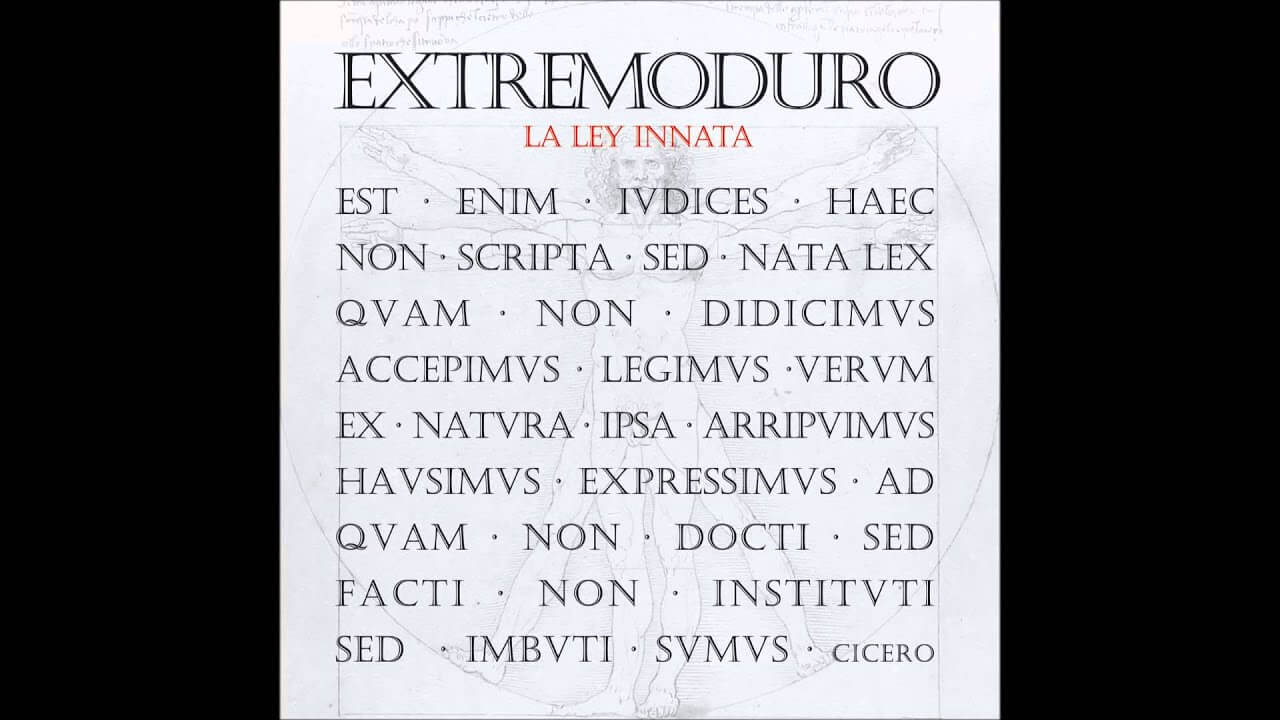 EXTREMODURO
LA LEY INNATA
EST · ENIM · IVDICES · HAEC
NON · SCRIPTA · SED · NATA LEX
QVAM · NON · DIDICIMVS
ACCEPIMVS · LEGIMVS · VERVM
EX · NATVRA · IPSA · ARRIPVIMVS
HAVSIMVS · EXPRESSIMVS · AD
QVAM · NON · DOCTI · SED
FACTI · NON · INSTITVTI
SED · IMBVTI · SVMVS · CICERO